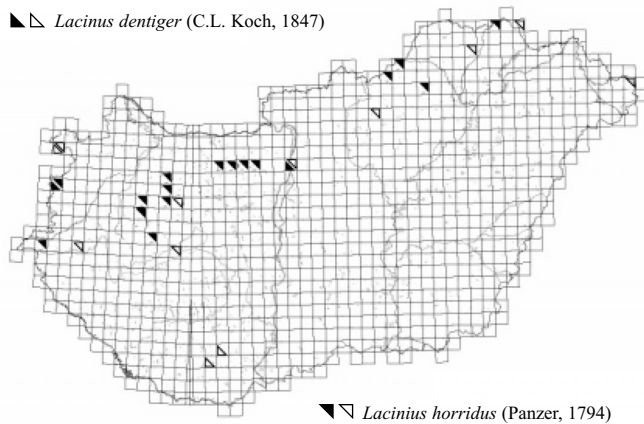 Lacinus dentiger (C.L. Koch, 1847)
Lacinius horridus (Panzer, 1794)